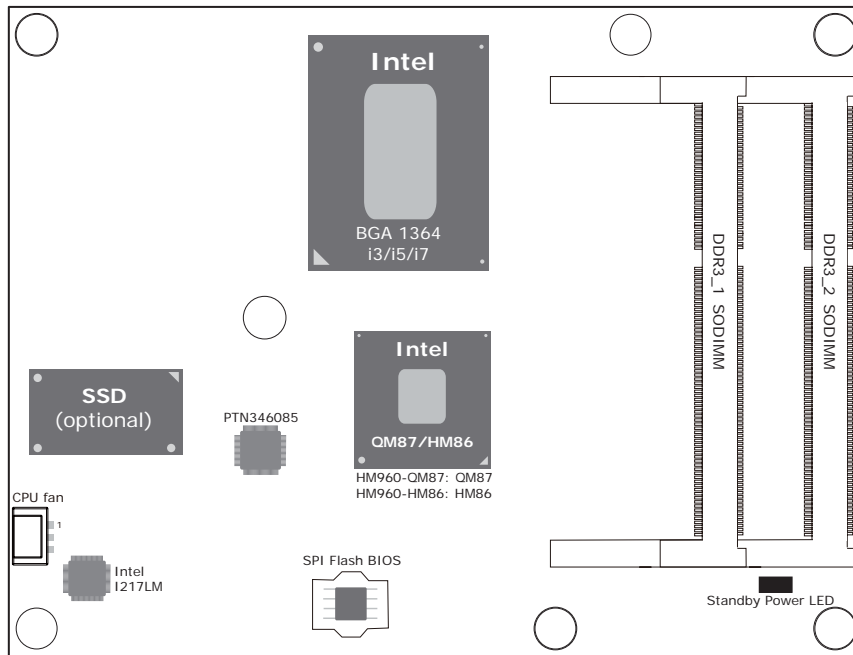 Intel
BGA 1364
i3/i5/i7
DDR3_1 SODIMM
DDR3_2 SODIMM
Intel
QM87/HM86
HM960-QM87: QM87
HM960-HM86: HM86
SSD
(optional)
PTN346085
CPU fan
1
Intel
I217LM
SPI Flash BIOS
Standby Power LED